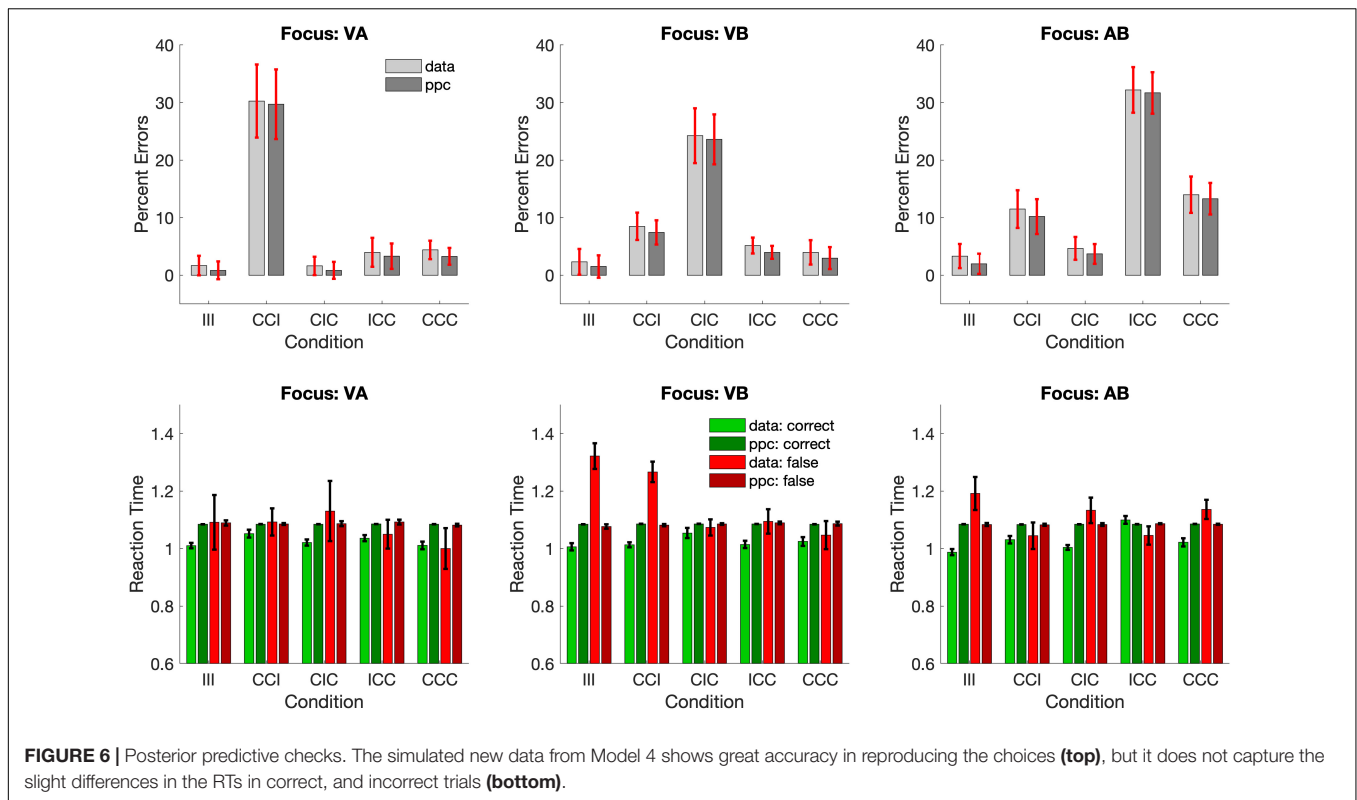 Focus: VA
Focus: VB
Focus: AB
40
30
20
10
0
Percent Errors
data
ppc
III CCI CIC ICC CCC
Condition
40
30
20
10
0
Percent Errors
III CCI CIC ICC CCC
Condition
40
30
20
10
0
Percent Errors
III CCI CIC ICC CCC
Condition
Focus: VA
Focus: VB
Focus: AB
1.4
1.2
1
0.8
0.6
Reaction Time
III CCI CIC ICC CCC
Condition
1.4
1.2
1
0.8
0.6
Reaction Time
data: correct
ppc: correct
data: false
ppc: false
III CCI CIC ICC CCC
Condition
1.4
1.2
1
0.8
0.6
Reaction Time
III CCI CIC ICC CCC
Condition
FIGURE 6 | Posterior predictive checks. The simulated new data from Model 4 shows great accuracy in reproducing the choices (top), but it does not capture the
slight differences in the RTs in correct, and incorrect trials (bottom).